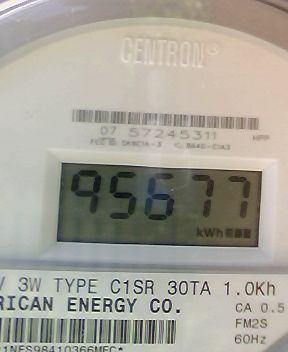 CENTRON®
07 57245311
HPP
95677
kWh
V 3W TYPE C1SR 30TA 1.0Kh
RICAN ENERGY CO.
CA 0.5
FM2S
60Hz